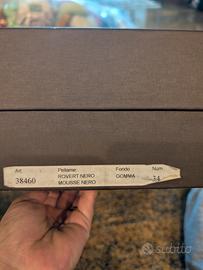 Art. Pellame: Fondo Num.
38460 ROVERT NERO GOMMA 34
MOUSSE NERO
subito